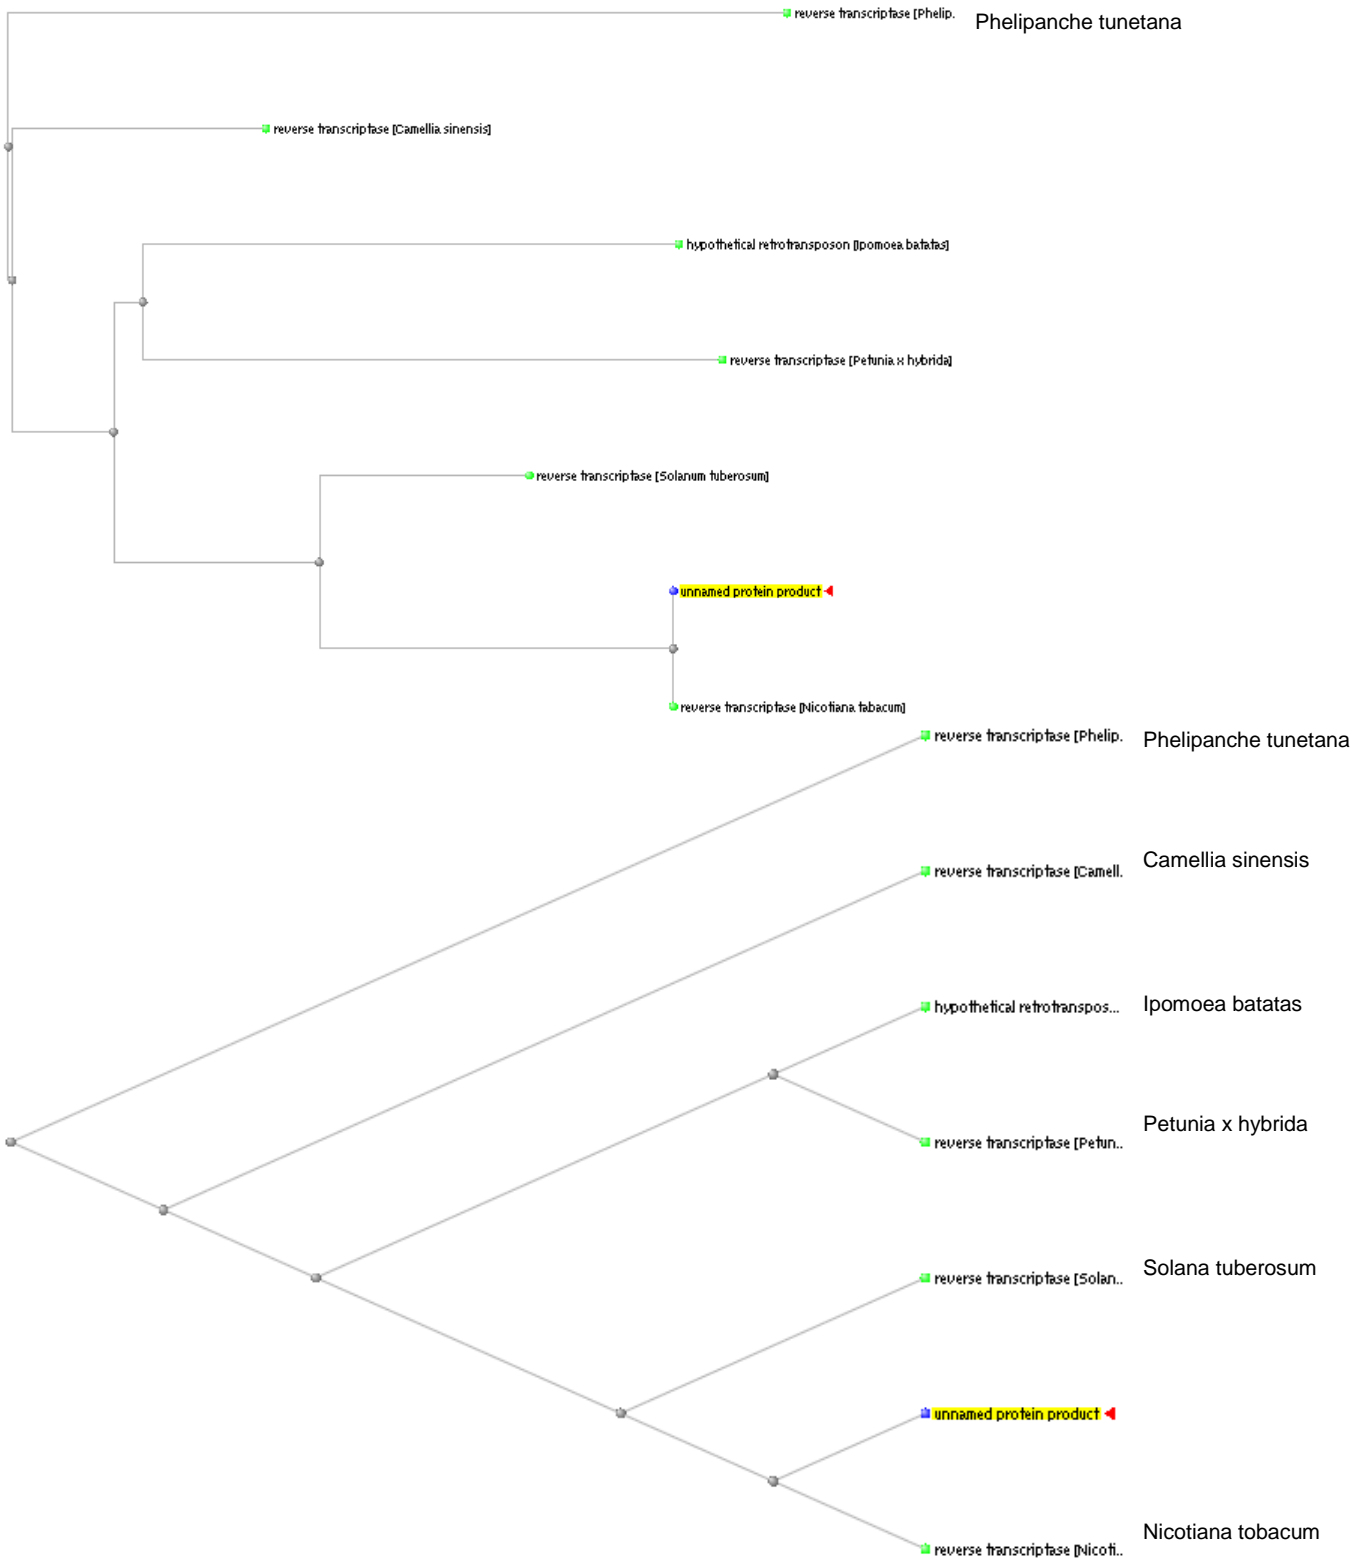 reverse transcriptase [Phelip.
Phelipanche tunetana
reverse transcriptase [Camellia sinensis]
hypothetical retrotransposon [Ipomoea batatas]
reverse transcriptase [Petunia x hybrida]
reverse transcriptase [Solanum tuberosum]
unnamed protein product
reverse transcriptase [Nicotiana tabacum]
reverse transcriptase [Phelip.
Phelipanche tunetana
reverse transcriptase [Camell.
Camellia sinensis
hypothetical retrotranspos...
Ipomoea batatas
reverse transcriptase [Petun..
Petunia x hybrida
reverse transcriptase [Solan..
Solana tuberosum
unnamed protein product
reverse transcriptase [Nicoti..
Nicotiana tobacum